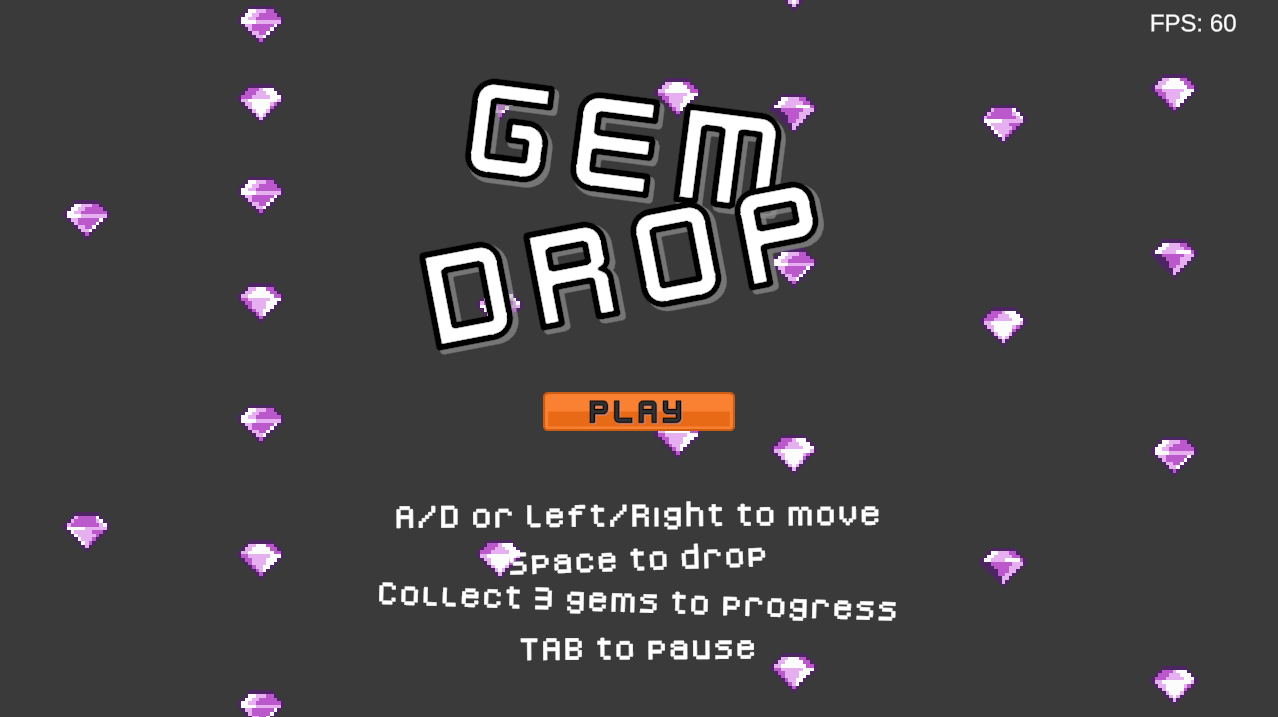 FPS: 60
GEM
DROP
PLAY
A/D or Left/Right to move
Space to drop
Collect 3 gems to progress
TAB to pause